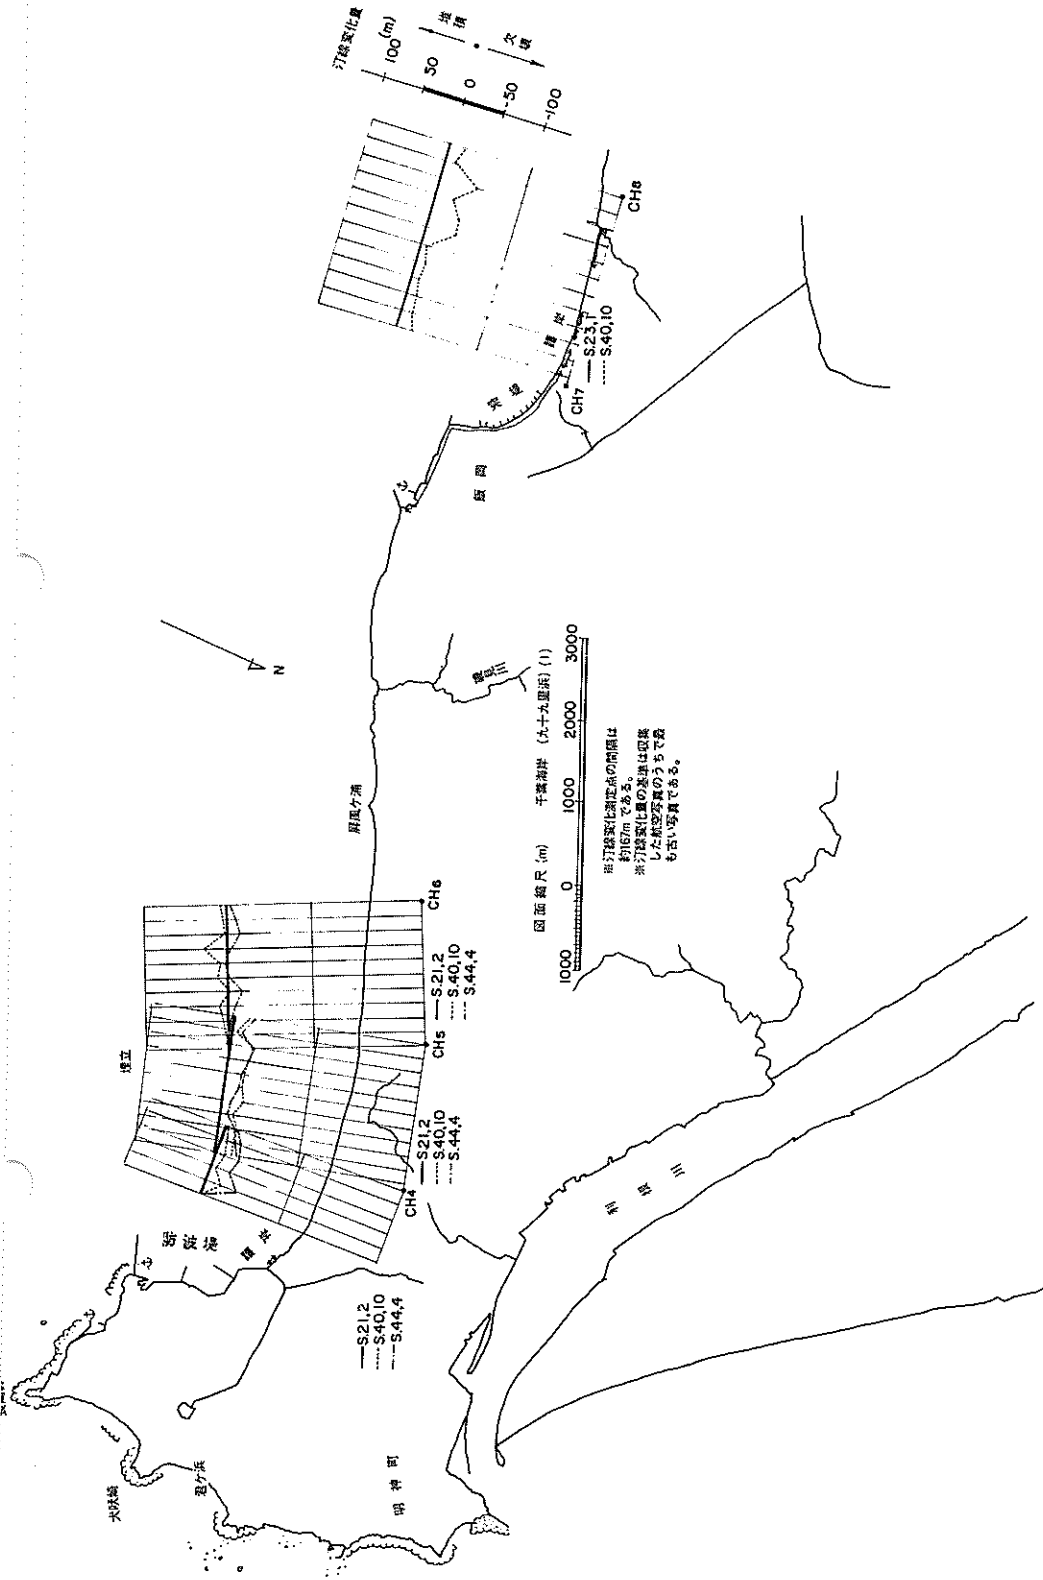 汀線変化量
100(m)
50
0
-50
-100
堆積
欠壊
CH8
護岸
突堤
CH7
S.23,1
S.40,10
飯岡
N
磯見川
屏風ケ浦
図面縮尺(m) 千葉海岸 (九十九里浜) (1)
1000 0 1000 2000 3000
※汀線変化測定点の間隔は
約167mである。
※汀線変化量の基準は収集
した航空写真のうちで最
も古い写真である。
CH6
S.21,2
S.40,10
S.44,4
埋立
CH5
S.21,2
S.40,10
S.44,4
CH4
護岸
防浜堤
S.21,2
S.40,10
S.44,4
利根川
犬吠崎
君ケ浜
明神町